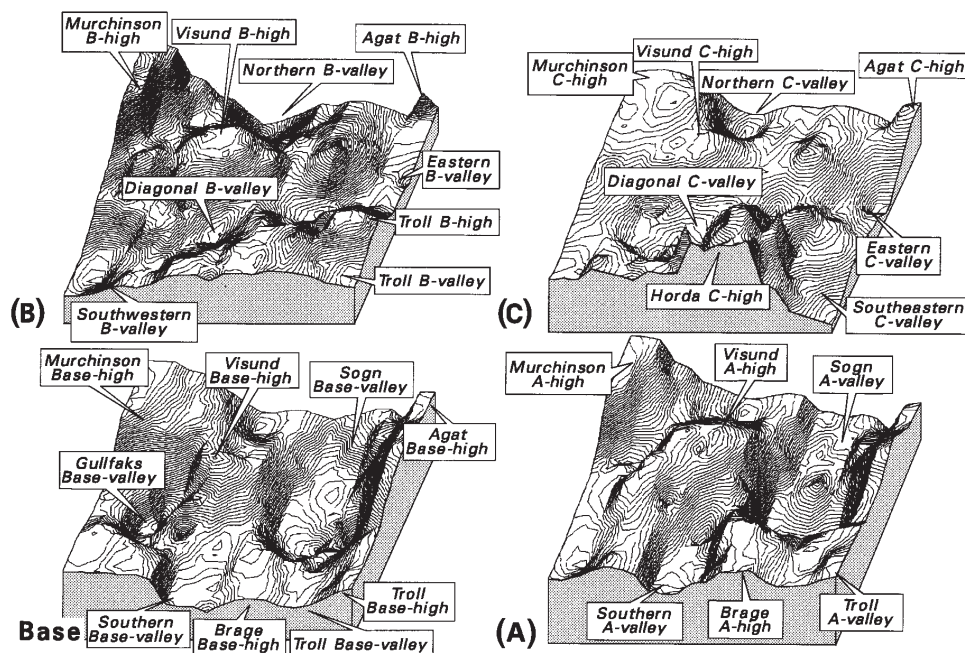 Murchinson
B-high
Visund B-high
Agat B-high
Northern B-valley
Diagonal B-valley
Eastern
B-valley
Troll B-high
Troll B-valley
Southwestern
B-valley
(B)
Visund C-high
Murchinson
C-high
Northern C-valley
Agat C-high
Diagonal C-valley
Eastern
C-valley
Horda C-high
Southeastern
C-valley
(C)
Murchinson
Base-high
Visund
Base-high
Sogn
Base-valley
Agat
Base-high
Gullfaks
Base-valley
Troll
Base-high
Southern
Base-valley
Brage
Base-high
Troll Base-valley
Base
Murchinson
A-high
Visund
A-high
Sogn
A-valley
Southern
A-valley
Brage
A-high
Troll
A-valley
(A)